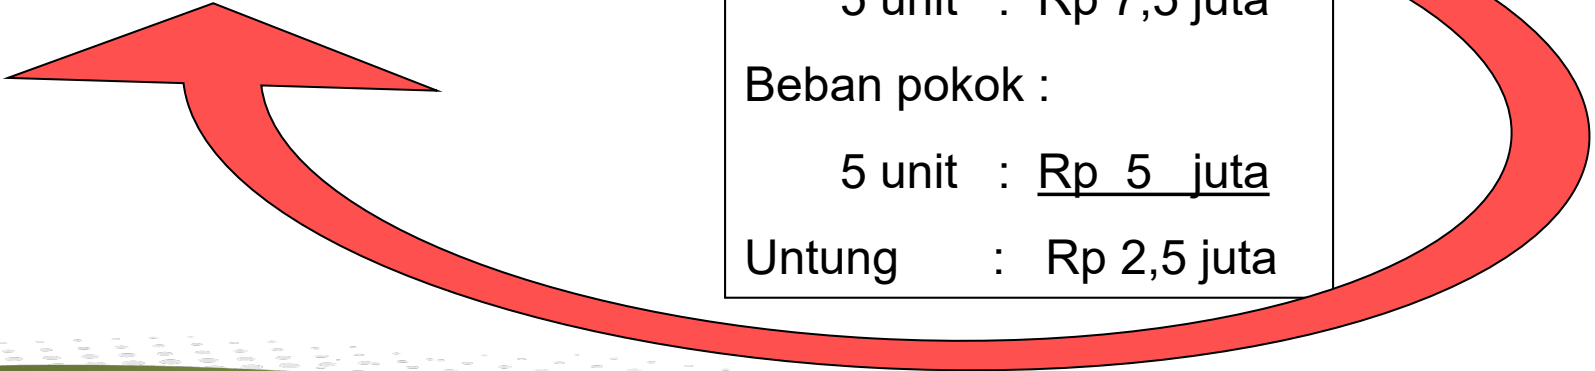 5 unit : Rp 7,5 juta
Beban pokok :
5 unit : Rp 5 juta
Untung : Rp 2,5 juta